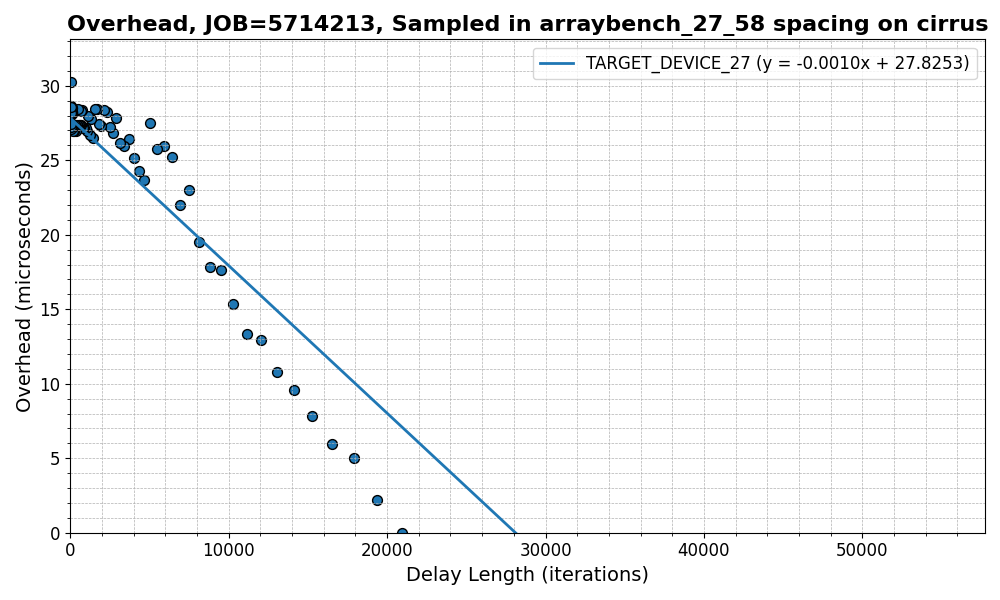 Overhead, JOB=5714213, Sampled in arraybench_27_58 spacing on cirrus
TARGET_DEVICE_27 (y = -0.0010x + 27.8253)
Overhead (microseconds)
30
25
20
15
10
5
0
0 10000 20000 30000 40000 50000
Delay Length (iterations)